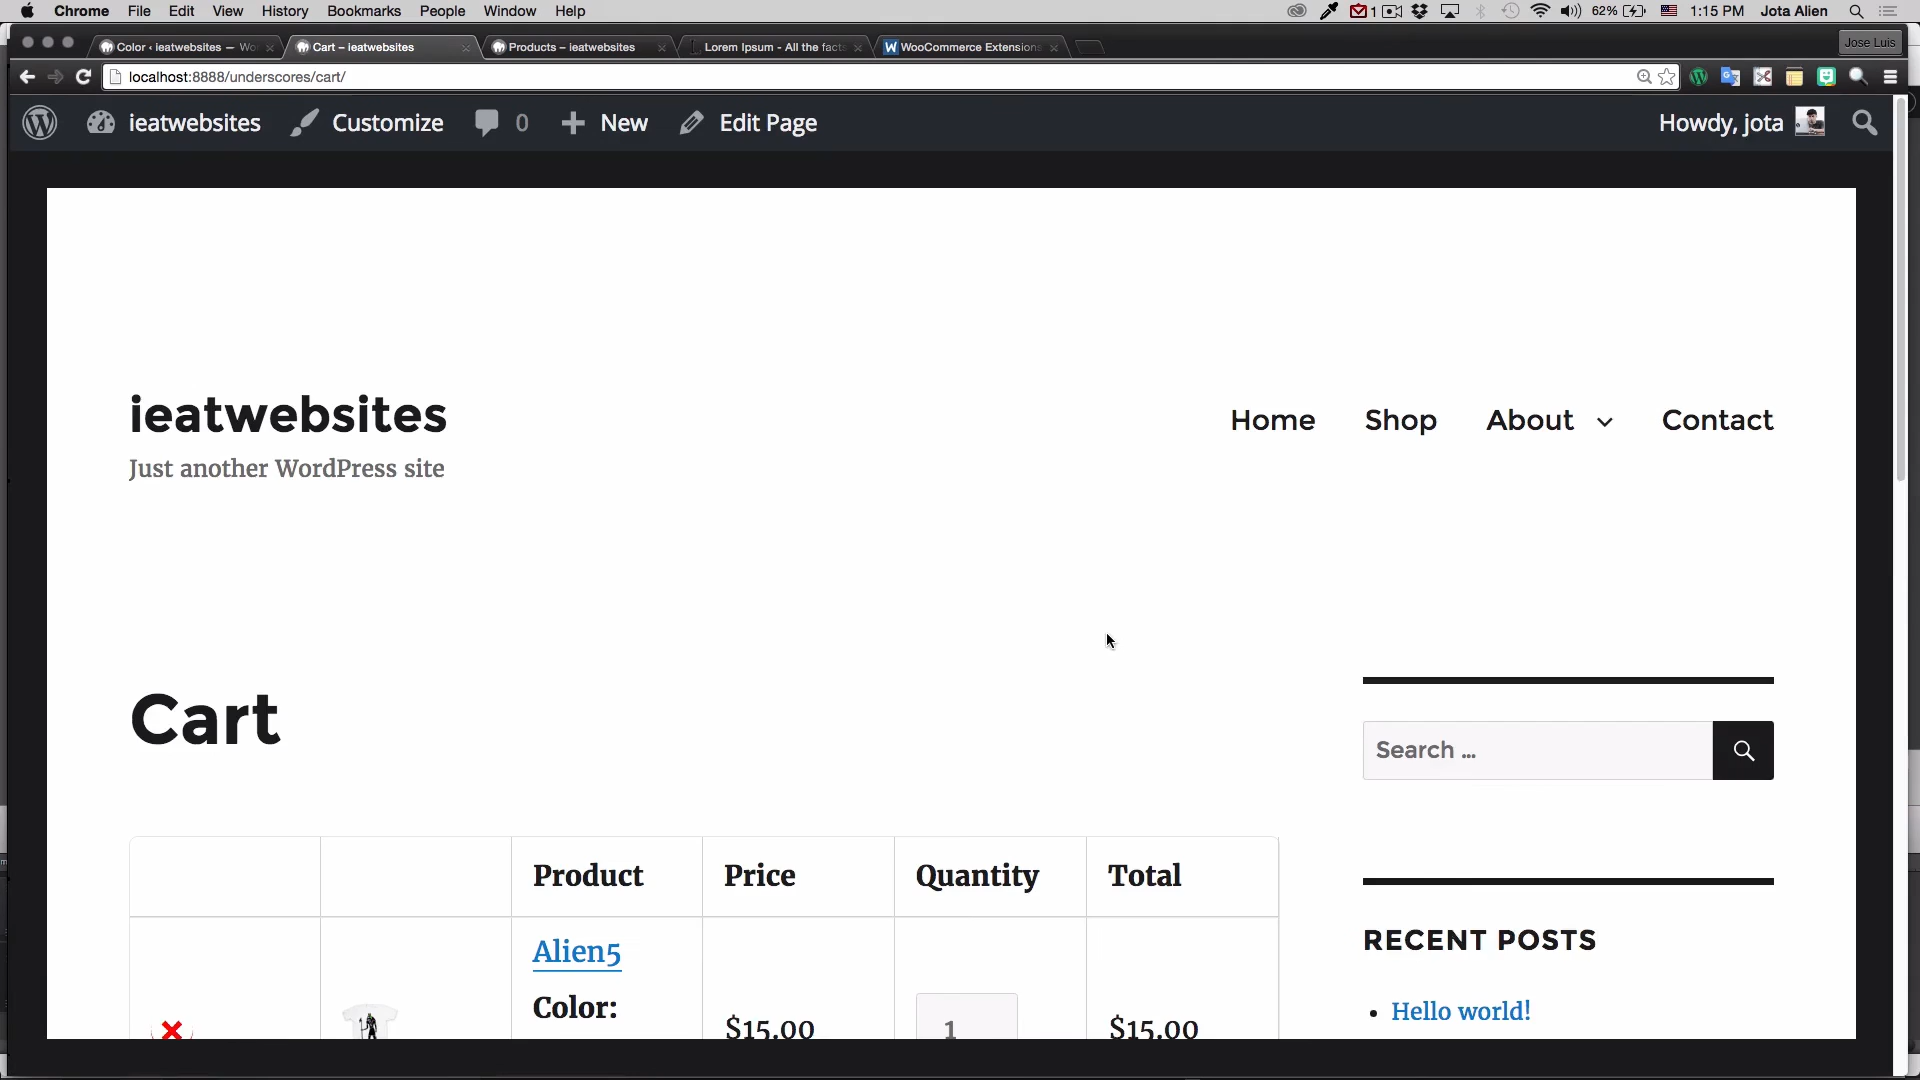 Chrome File Edit View History Bookmarks People Window Help 1 62% 1:15 PM Jota Alien
Color ‹ ieatwebsites — Wo Cart – ieatwebsites Products – ieatwebsites Lorem Ipsum - All the facts WooCommerce Extensions Jose Luis
localhost:8888/underscores/cart/
ieatwebsites Customize 0 New Edit Page Howdy, jota
ieatwebsites
Home Shop About Contact
Just another WordPress site
Cart
Search ...
Product Price Quantity Total
RECENT POSTS
Alien5
Color:
Hello world!
$15.00 1 $15.00